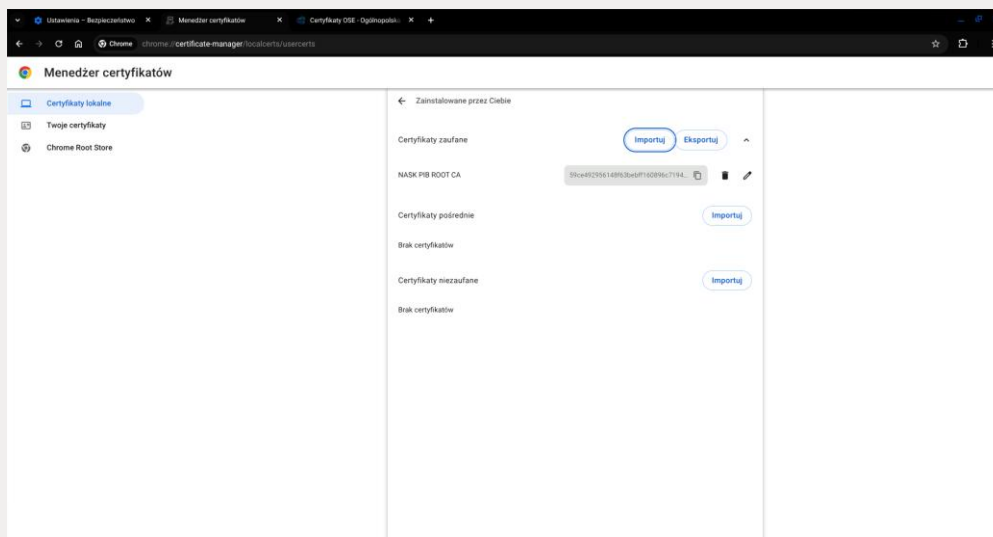 Ustawienia – Bezpieczeństwo
Menedżer certyfikatów
Certyfikaty OSE - Ogólnopolsk
Chrome
chrome://certificate-manager/localcerts/usercerts
Menedżer certyfikatów
Certyfikaty lokalne
Twoje certyfikaty
Chrome Root Store
Zainstalowane przez Ciebie
Certyfikaty zaufane
Importuj
Eksportuj
NASK PIB ROOT CA
Certyfikaty pośrednie
Importuj
Brak certyfikatów
Certyfikaty niezaufane
Importuj
Brak certyfikatów